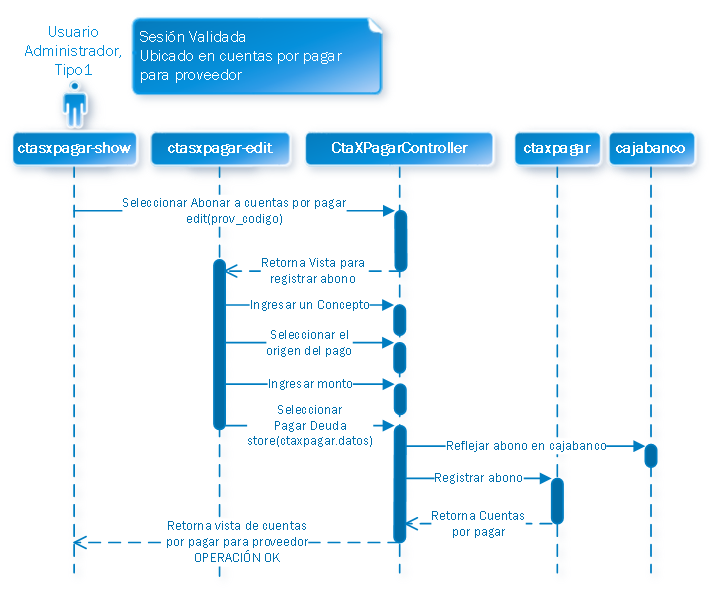 Usuario
Administrador,
Tipo1
Sesión Validada
Ubicado en cuentas por pagar
para proveedor
ctasxpagar-show
ctasxpagar-edit
CtaXPagarController
ctaxpagar
cajabanco
Seleccionar Abonar a cuentas por pagar
edit(prov_codigo)
Retorna Vista para
registrar abono
Ingresar un Concepto
Seleccionar el
origen del pago
Ingresar monto
Seleccionar
Pagar Deuda
store(ctaxpagar.datos)
Reflejar abono en cajabanco
Registrar abono
Retorna Cuentas
por pagar
Retorna vista de cuentas
por pagar para proveedor
OPERACIÓN OK